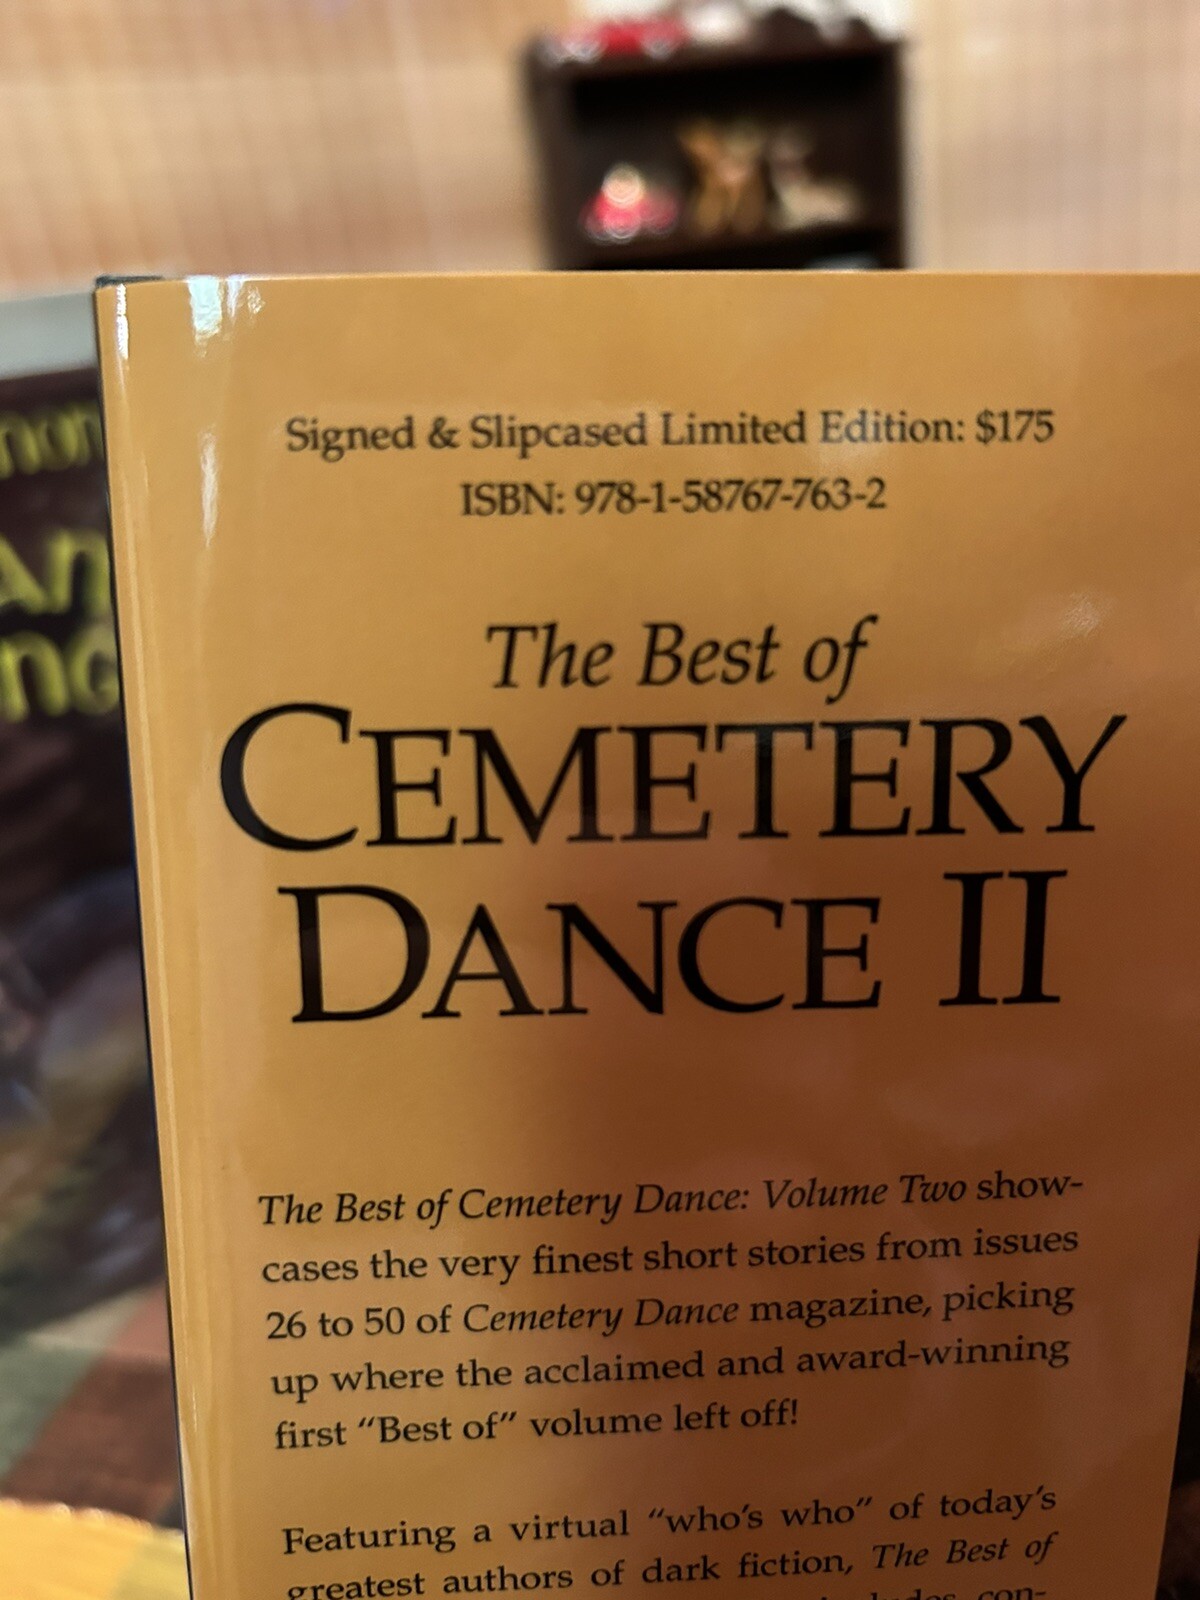 Signed & Slipcased Limited Edition: $175
ISBN: 978-1-58767-763-2
The Best of
CEMETERY
DANCE II
The Best of Cemetery Dance: Volume Two show-
cases the very finest short stories from issues
26 to 50 of Cemetery Dance magazine, picking
up where the acclaimed and award-winning
first “Best of” volume left off!
Featuring a virtual “who’s who” of today’s
greatest authors of dark fiction, The Best of
con-